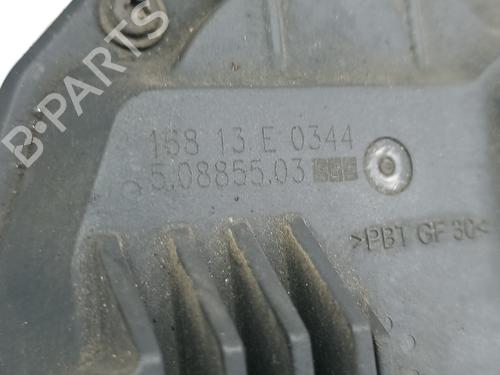 168 13 E 0344
5.08855.03
>PBT GF 30<
B-PARTS